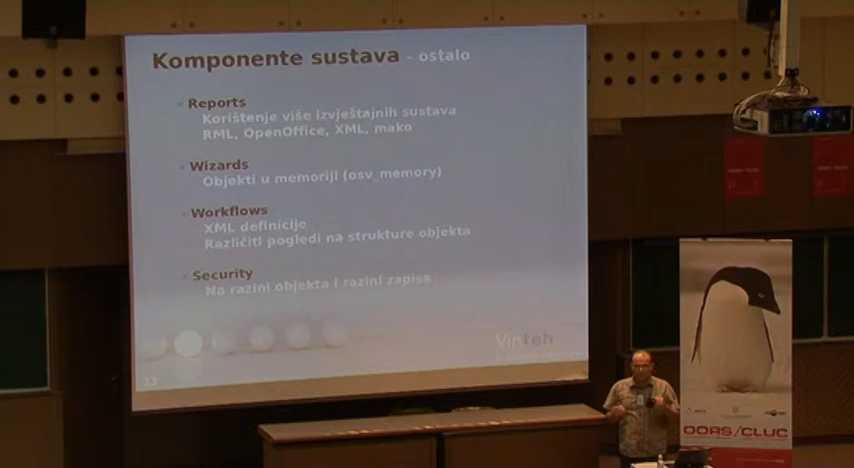 Komponente sustava - ostalo
Reports
Korištenje više izvještajnih sustava
RML, OpenOffice, XML, mako
Wizards
Objekti u memoriji (osv_memory)
Workflows
XML definicije
Različiti pogledi na strukture objekta
Security
Na razini objekta i razini zapisa
Vinteh
DORS/CLUC